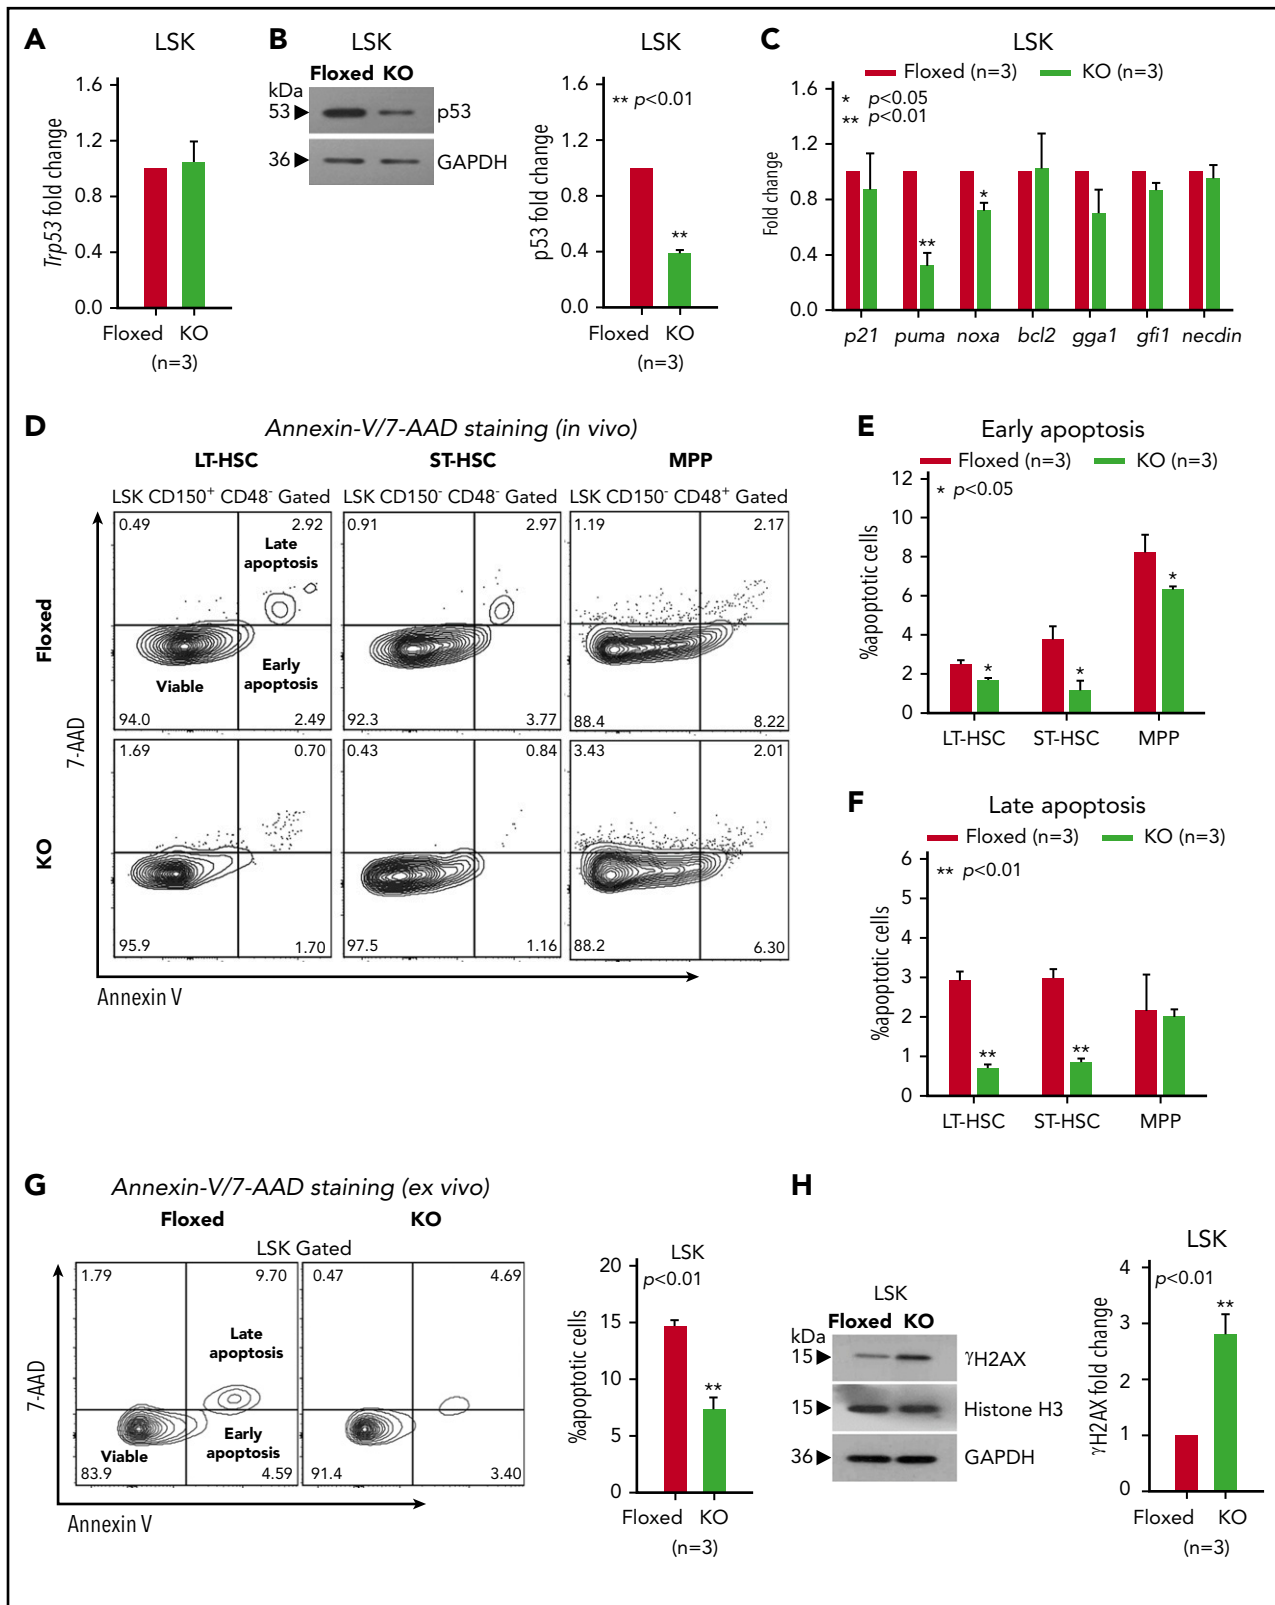 A
LSK
Trp53 fold change
1.6
1.2
0.8
0.4
0.0
Floxed KO
(n=3)
B
LSK
Floxed KO
kDa
53 p53
36 GAPDH
LSK
p53 fold change
1.6
** p<0.01
1.2
0.8
0.4
**
0.0
Floxed KO
(n=3)
C
LSK
Floxed (n=3) KO (n=3)
Fold change
1.6
* p<0.05
** p<0.01
1.2
0.8
0.4
0.0
**
*
p21 puma noxa bcl2 gga1 gfi1 necdin
D
Annexin-V/7-AAD staining (in vivo)
LT-HSC ST-HSC MPP
LSK CD150+ CD48- Gated LSK CD150- CD48- Gated LSK CD150- CD48+ Gated
Floxed
0.49 2.92 0.91 2.97 1.19 2.17
Late
apoptosis
Viable
Early
apoptosis
94.0 2.49 92.3 3.77 88.4 8.22
7-AAD
KO
1.69 0.70 0.43 0.84 3.43 2.01
95.9 1.70 97.5 1.16 88.2 6.30
Annexin V
E
Early apoptosis
Floxed (n=3) KO (n=3)
%apoptotic cells
12
* p<0.05
10
8
6
4
2
0
* * *
LT-HSC ST-HSC MPP
F
Late apoptosis
Floxed (n=3) KO (n=3)
%apoptotic cells
6
** p<0.01
5
4
3
2
1
0
** **
LT-HSC ST-HSC MPP
G
Annexin-V/7-AAD staining (ex vivo)
Floxed KO
LSK Gated
7-AAD
1.79 9.70 0.47 4.69
Late
apoptosis
Viable
Early
apoptosis
83.9 4.59 91.4 3.40
Annexin V
LSK
%apoptotic cells
20
p<0.01
15
10
5
0
**
Floxed KO
(n=3)
H
LSK
Floxed KO
kDa
15 γH2AX
15 Histone H3
36 GAPDH
LSK
γH2AX fold change
4
p<0.01
**
3
2
1
0
Floxed KO
(n=3)